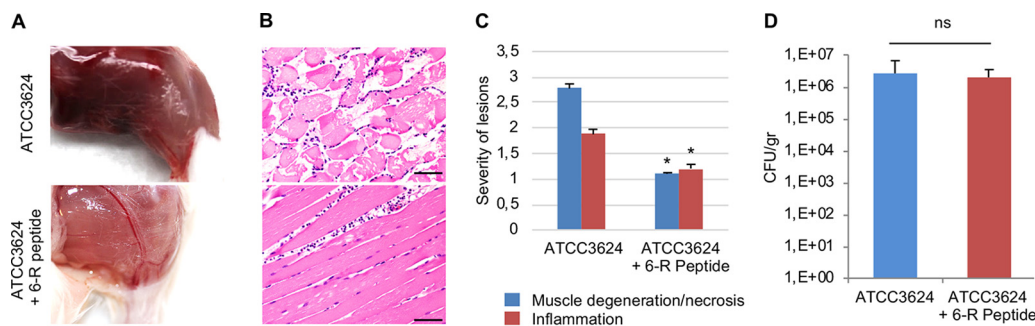 A
ATCC3624
ATCC3624
+ 6-R peptide
B
C
Severity of lesions
3,5
3
2,5
2
1,5
1
0,5
0
*
*
ATCC3624
ATCC3624
+ 6-R Peptide
Muscle degeneration/necrosis
Inflammation
D
ns
CFU/gr
1,E+07
1,E+06
1,E+05
1,E+04
1,E+03
1,E+02
1,E+01
1,E+00
ATCC3624
ATCC3624
+ 6-R Peptide